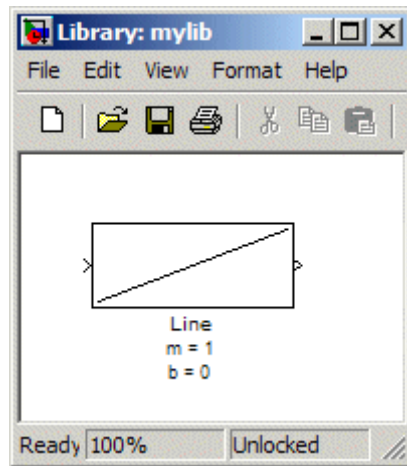 Library: mylib
File Edit View Format Help
Line
m = 1
b = 0
Ready 100% Unlocked